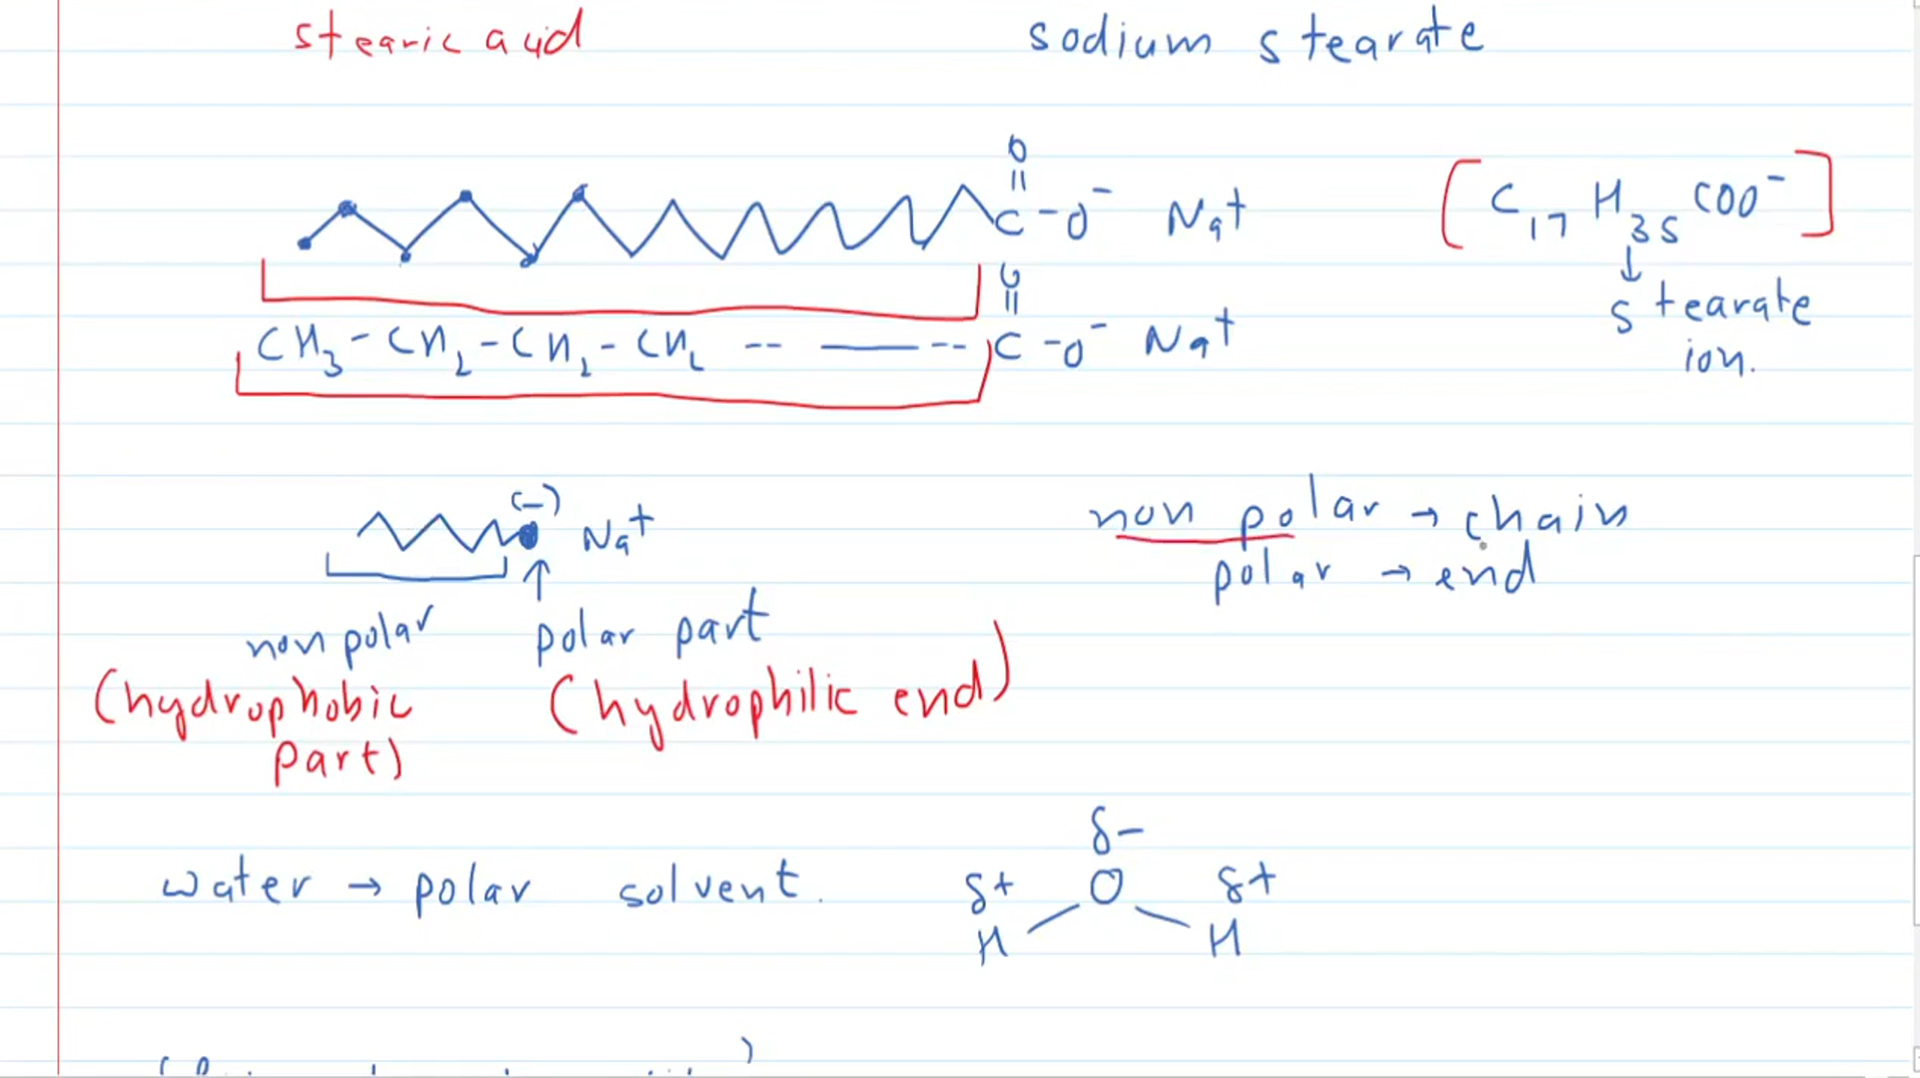 stearic acid
sodium stearate
O
||
C - O⁻ Na⁺
[C₁₇H₃₅COO⁻]
↓
stearate
ion.
O
||
CH₃ - CH₂ - CH₂ - CH₂ -- —— -- C - O⁻ Na⁺
(-)
Na⁺
↑
non polar
polar part
(hydrophobic
part)
(hydrophilic end)
non polar → chain
polar → end
water → polar solvent.
δ-
δ+ O δ+
H H